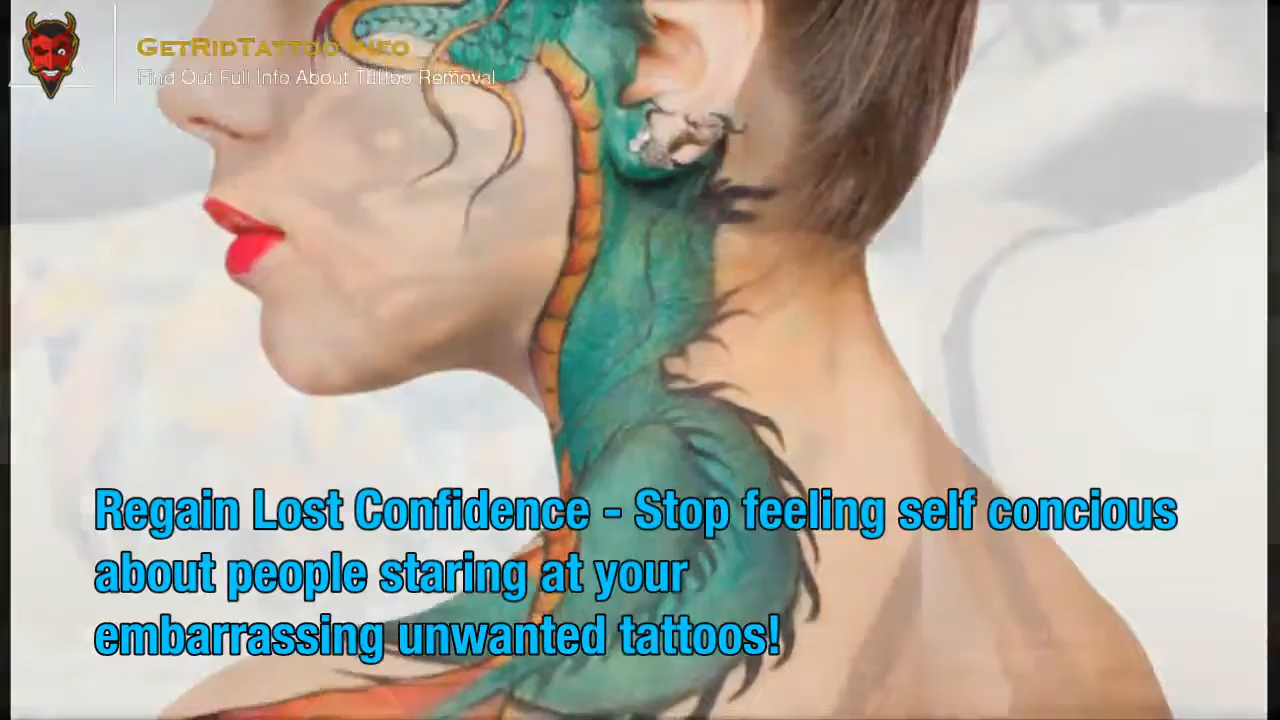 GetRidTattoo.Info
Find Out Full Info About Tattoo Removal
Regain Lost Confidence - Stop feeling self concious
about people staring at your
embarrassing unwanted tattoos!